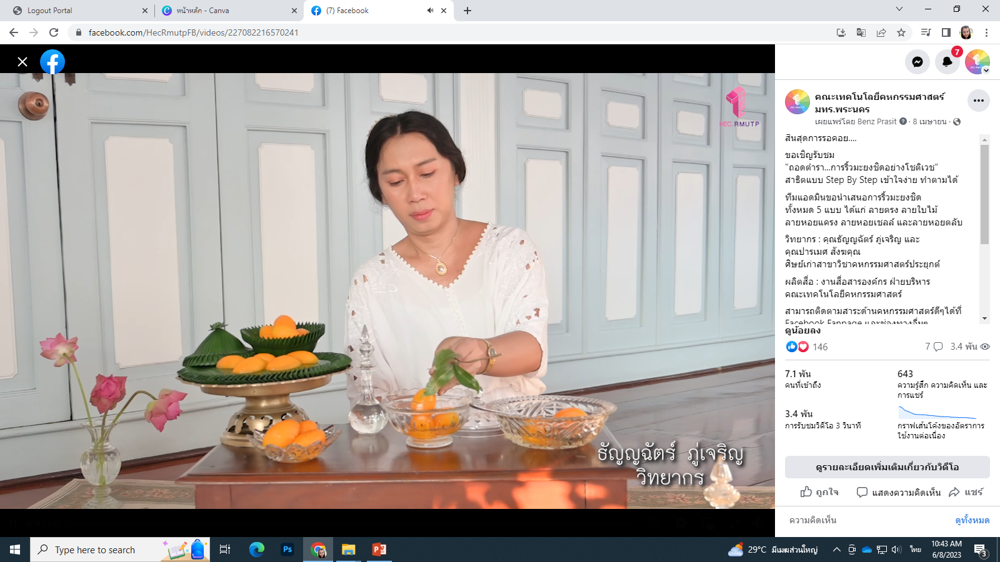 Logout Portal
หน้าหลัก - Canva
(7) Facebook
facebook.com/HecRmutpFB/videos/227082216570241
7
HEC. RMUTP
คณะเทคโนโลยีคหกรรมศาสตร์
มทร.พระนคร
เผยแพร่โดย Benz Prasit · 8 เมษายน ·
สิ้นสุดการรอคอย....
ขอเชิญรับชม
"ถอดตำรา...การริ้วมะยงชิดอย่างโชติเวช"
สาธิตแบบ Step By Step เข้าใจง่าย ทำตามได้
ทีมแอดมินขอนำเสนอการริ้วมะยงชิด
ทั้งหมด 5 แบบ ได้แก่ ลายตรง ลายใบไม้
ลายหอยแครง ลายหอยเชลล์ และลายหอยตลับ
วิทยากร : คุณธัญญฉัตร์ ภู่เจริญ และ
คุณปารเมศ สังฆคุณ
ศิษย์เก่าสาขาวิชาคหกรรมศาสตร์ประยุกต์
ผลิตสื่อ : งานสื่อสารองค์กร ฝ่ายบริหาร
คณะเทคโนโลยีคหกรรมศาสตร์
สามารถติดตามสาระด้านคหกรรมศาสตร์ดีๆได้ที่
Facebook Fanpage และช่องทางอื่นๆ
ดูน้อยลง
146
7
3.4 พัน
7.1 พัน
คนที่เข้าถึง
643
ความรู้สึก ความคิดเห็น และ
การแชร์
3.4 พัน
การรับชมวิดีโอ 3 วินาที
กราฟเส้นโค้งของอัตราการ
ใช้งานต่อเนื่อง
ดูรายละเอียดเพิ่มเติมเกี่ยวกับวิดีโอ
ถูกใจ
แสดงความคิดเห็น
แชร์
ความคิดเห็น
ดูทั้งหมด
ธัญญฉัตร์ ภู่เจริญ
วิทยากร
Type here to search
Ps
29°C มีเมฆส่วนใหญ่
ไทย
10:43 AM
6/8/2023
3